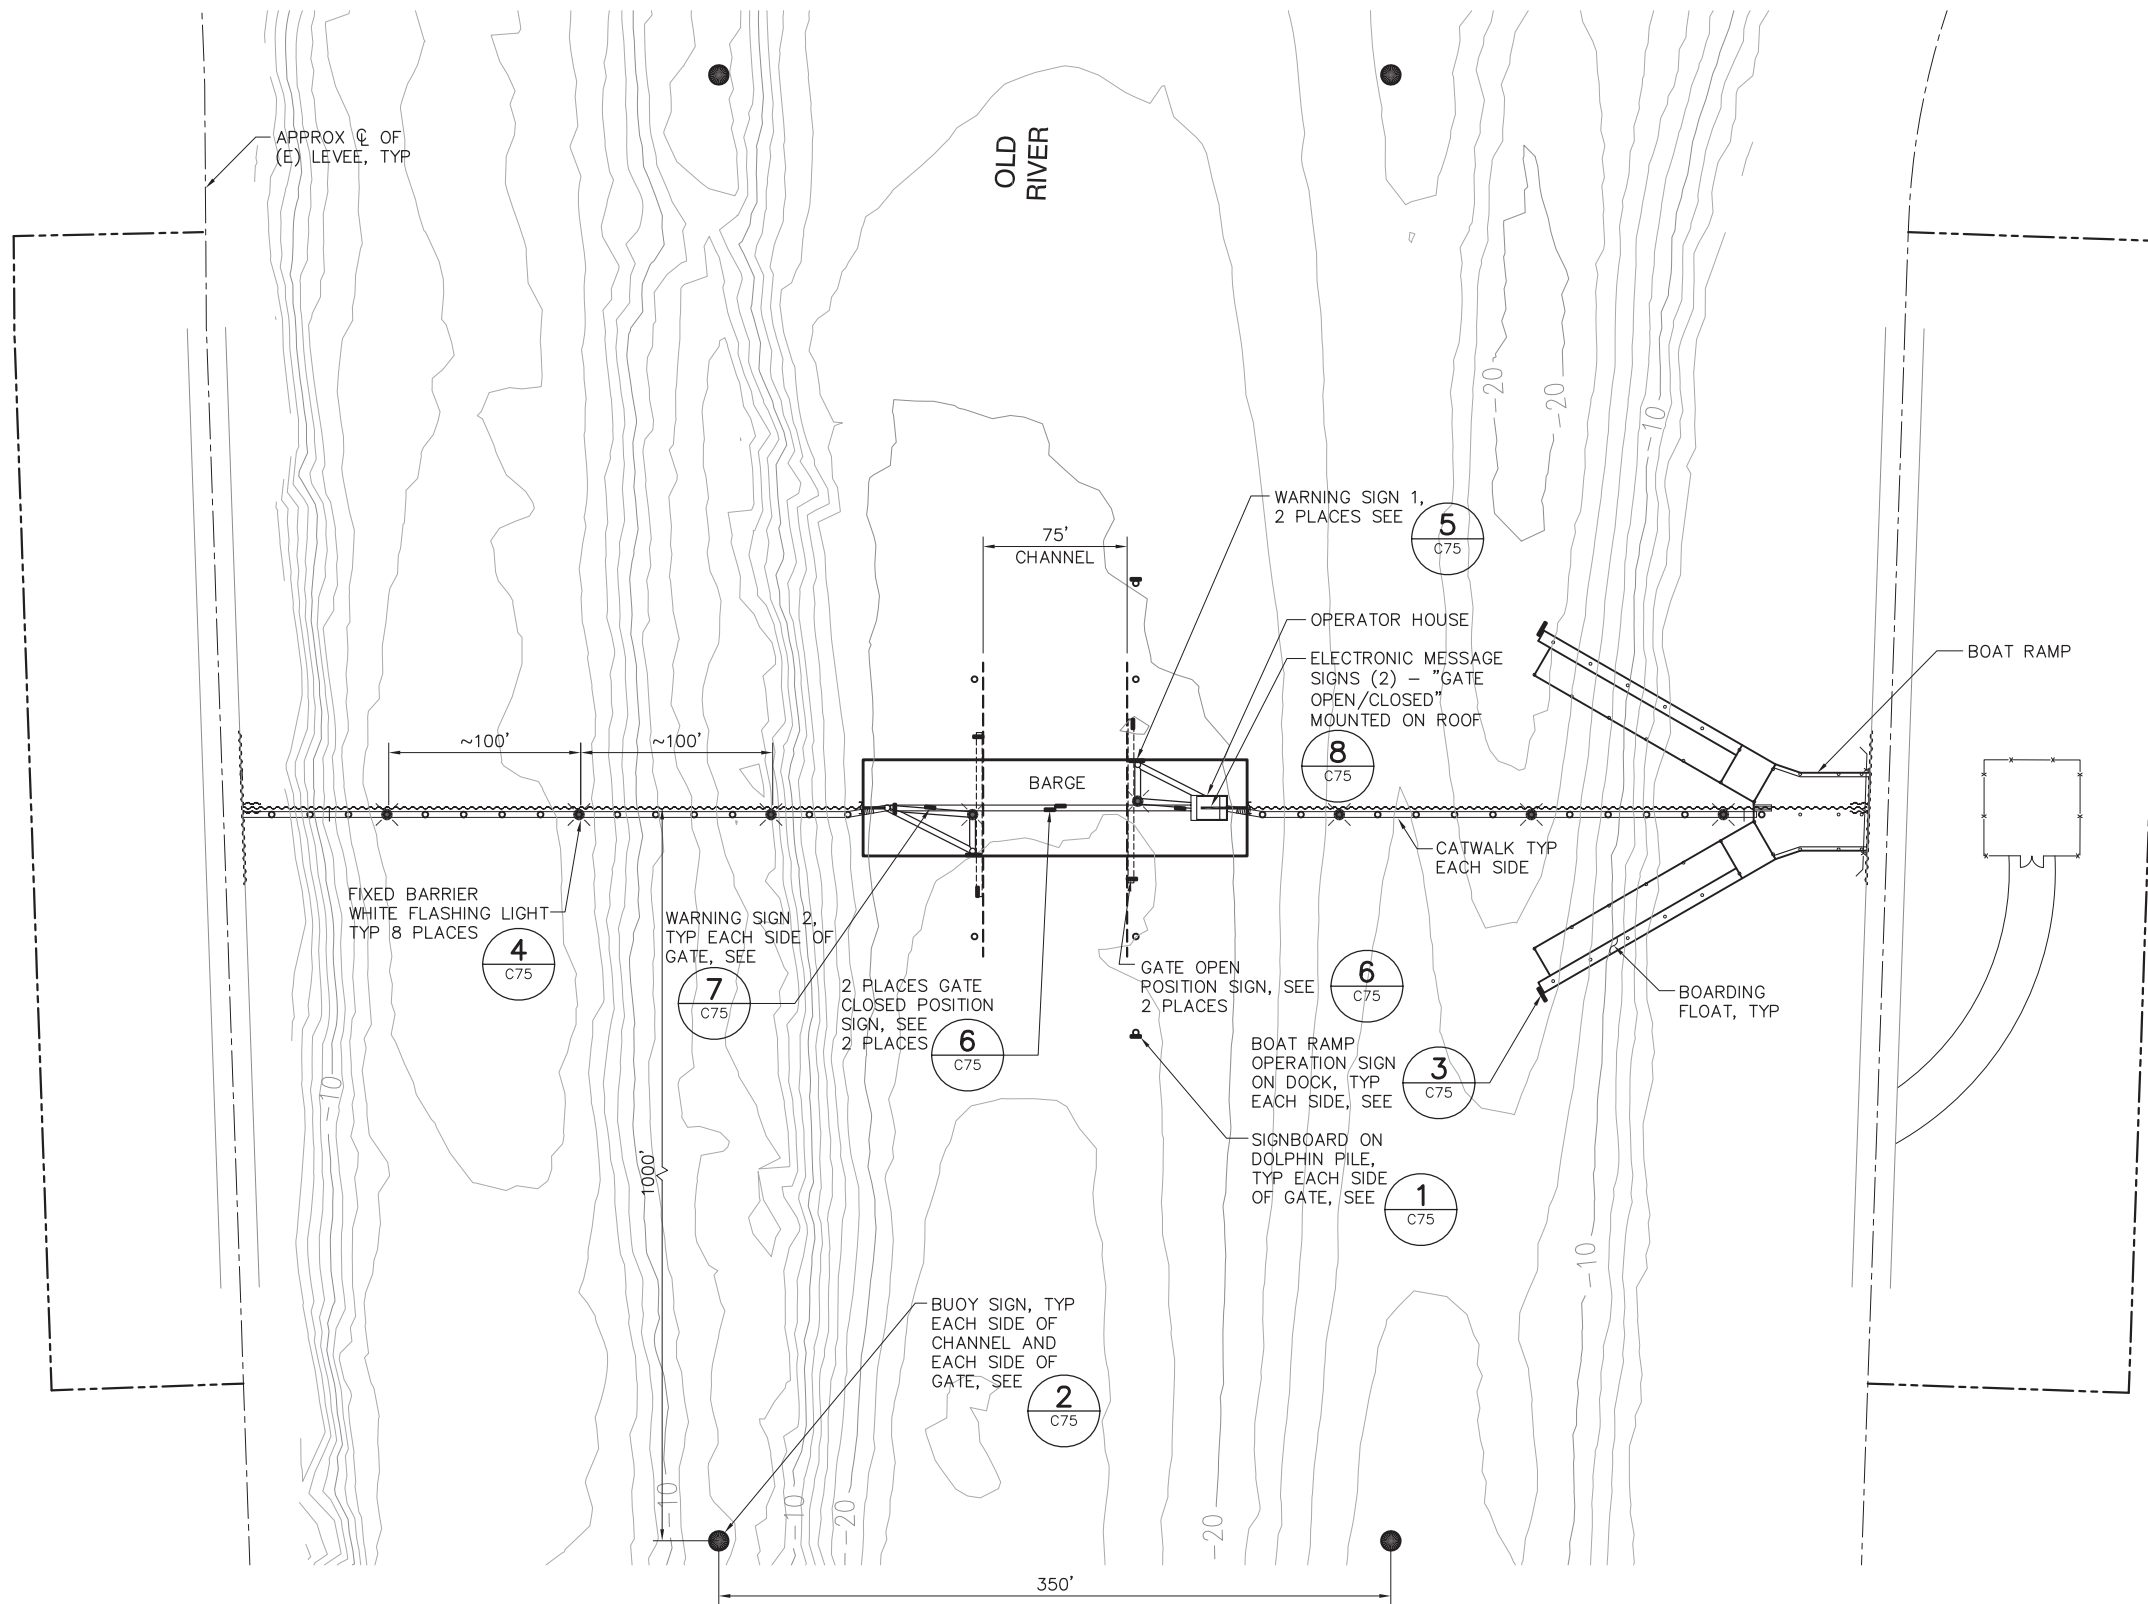 APPROX ℄ OF
(E) LEVEE, TYP
OLD
RIVER
-20
-20
-10
WARNING SIGN 1,
2 PLACES SEE
5
C75
75'
CHANNEL
OPERATOR HOUSE
ELECTRONIC MESSAGE
SIGNS (2) – "GATE
OPEN/CLOSED"
MOUNTED ON ROOF
8
C75
BOAT RAMP
~100'
~100'
BARGE
CATWALK TYP
EACH SIDE
FIXED BARRIER
WHITE FLASHING LIGHT
TYP 8 PLACES
4
C75
WARNING SIGN 2,
TYP EACH SIDE OF
GATE, SEE
7
C75
2 PLACES GATE
CLOSED POSITION
SIGN, SEE
2 PLACES
6
C75
GATE OPEN
POSITION SIGN, SEE
2 PLACES
6
C75
BOARDING
FLOAT, TYP
BOAT RAMP
OPERATION SIGN
ON DOCK, TYP
EACH SIDE, SEE
3
C75
-10
SIGNBOARD ON
DOLPHIN PILE,
TYP EACH SIDE
OF GATE, SEE
1
C75
1000'
-10
BUOY SIGN, TYP
EACH SIDE OF
CHANNEL AND
EACH SIDE OF
GATE, SEE
2
C75
-10
-10
-20
-20
350'